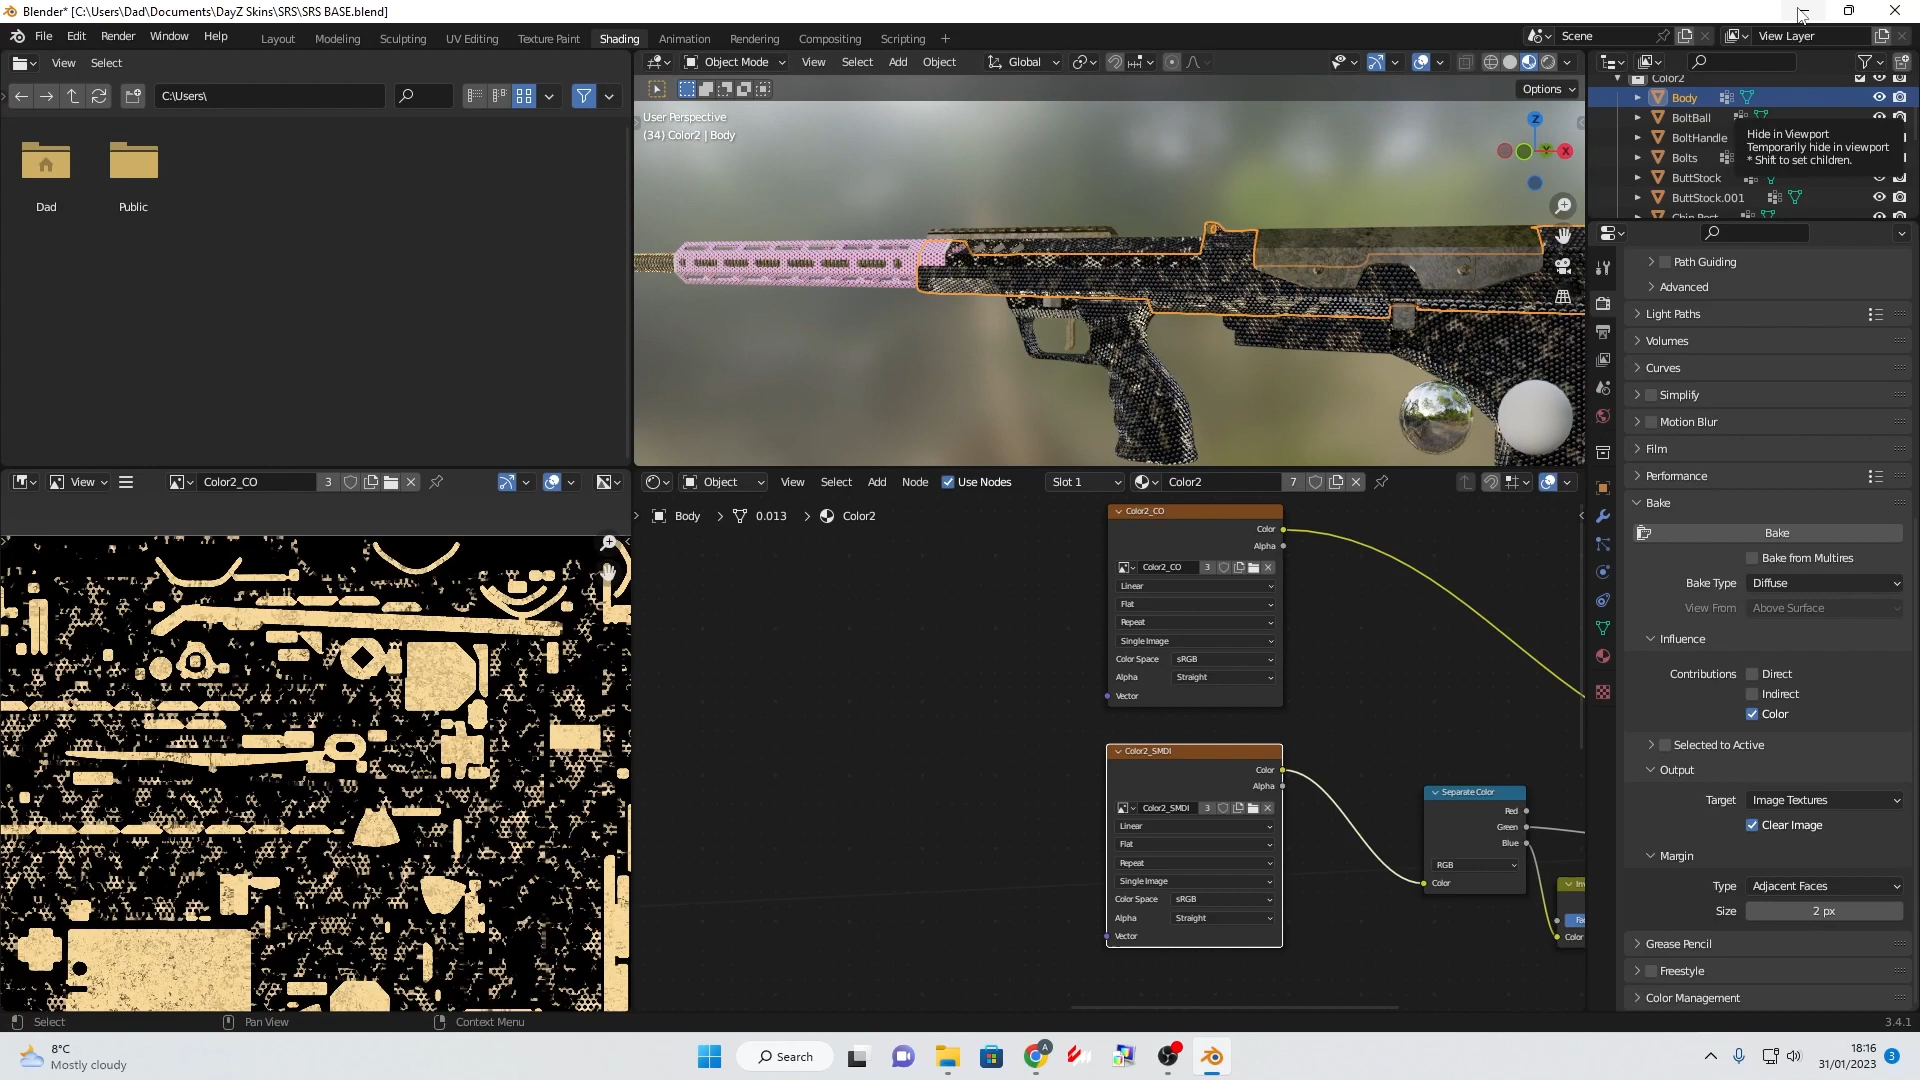 Blender* [C:\Users\Dad\Documents\DayZ Skins\SRS\SRS BASE.blend]
File Edit Render Window Help
Layout Modeling Sculpting UV Editing Texture Paint Shading Animation Rendering Compositing Scripting
Scene
View Layer
View Select
C:\Users\
Dad
Public
Object Mode View Select Add Object Global
Options
User Perspective
(34) Color2 | Body
Z
X
Color2
Body
BoltBall
BoltHandle
Bolts
ButtStock
ButtStock.001
Hide in Viewport
Temporarily hide in viewport
* Shift to set children.
Path Guiding
Advanced
Light Paths
Volumes
Curves
Simplify
Motion Blur
Film
Performance
Bake
Bake
Bake from Multires
Bake Type Diffuse
View From Above Surface
Influence
Contributions Direct
Indirect
Color
Selected to Active
Output
Target Image Textures
Clear Image
Margin
Type Adjacent Faces
Size 2 px
Grease Pencil
Freestyle
Color Management
View Color2_CO 3
Object View Select Add Node Use Nodes Slot 1 Color2 7
Body > 0.013 > Color2
Color2_CO
Color
Alpha
Color2_CO 3
Linear
Flat
Repeat
Single Image
Color Space sRGB
Alpha Straight
Vector
Color2_SMDI
Color
Alpha
Color2_SMDI 3
Linear
Flat
Repeat
Single Image
Color Space sRGB
Alpha Straight
Vector
Separate Color
Red
Green
Blue
RGB
Color
Color
Select Pan View Context Menu 3.4.1
8°C
Mostly cloudy
Search
18:16
31/01/2023
3